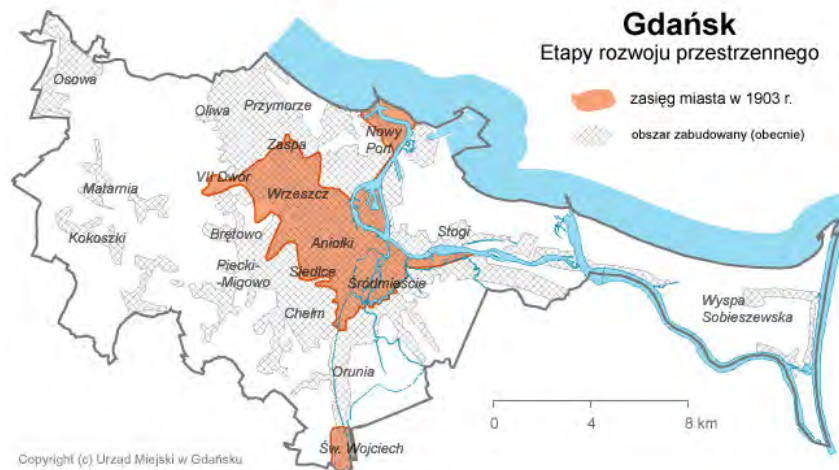 Gdańsk
Etapy rozwoju przestrzennego
zasięg miasta w 1903 r.
obszar zabudowany (obecnie)
Osowa
Oliwa
Przymorze
Nowy
Port
Zaspa
VII Dwór
Wrzeszcz
Matarnia
Kokoszki
Brętowo
Aniołki
Stogi
Piecki-
-Migowo
Siedlce
Śródmieście
Chełm
Wyspa
Sobieszewska
Orunia
0 4 8 km
Św. Wojciech
Copyright (c) Urząd Miejski w Gdańsku